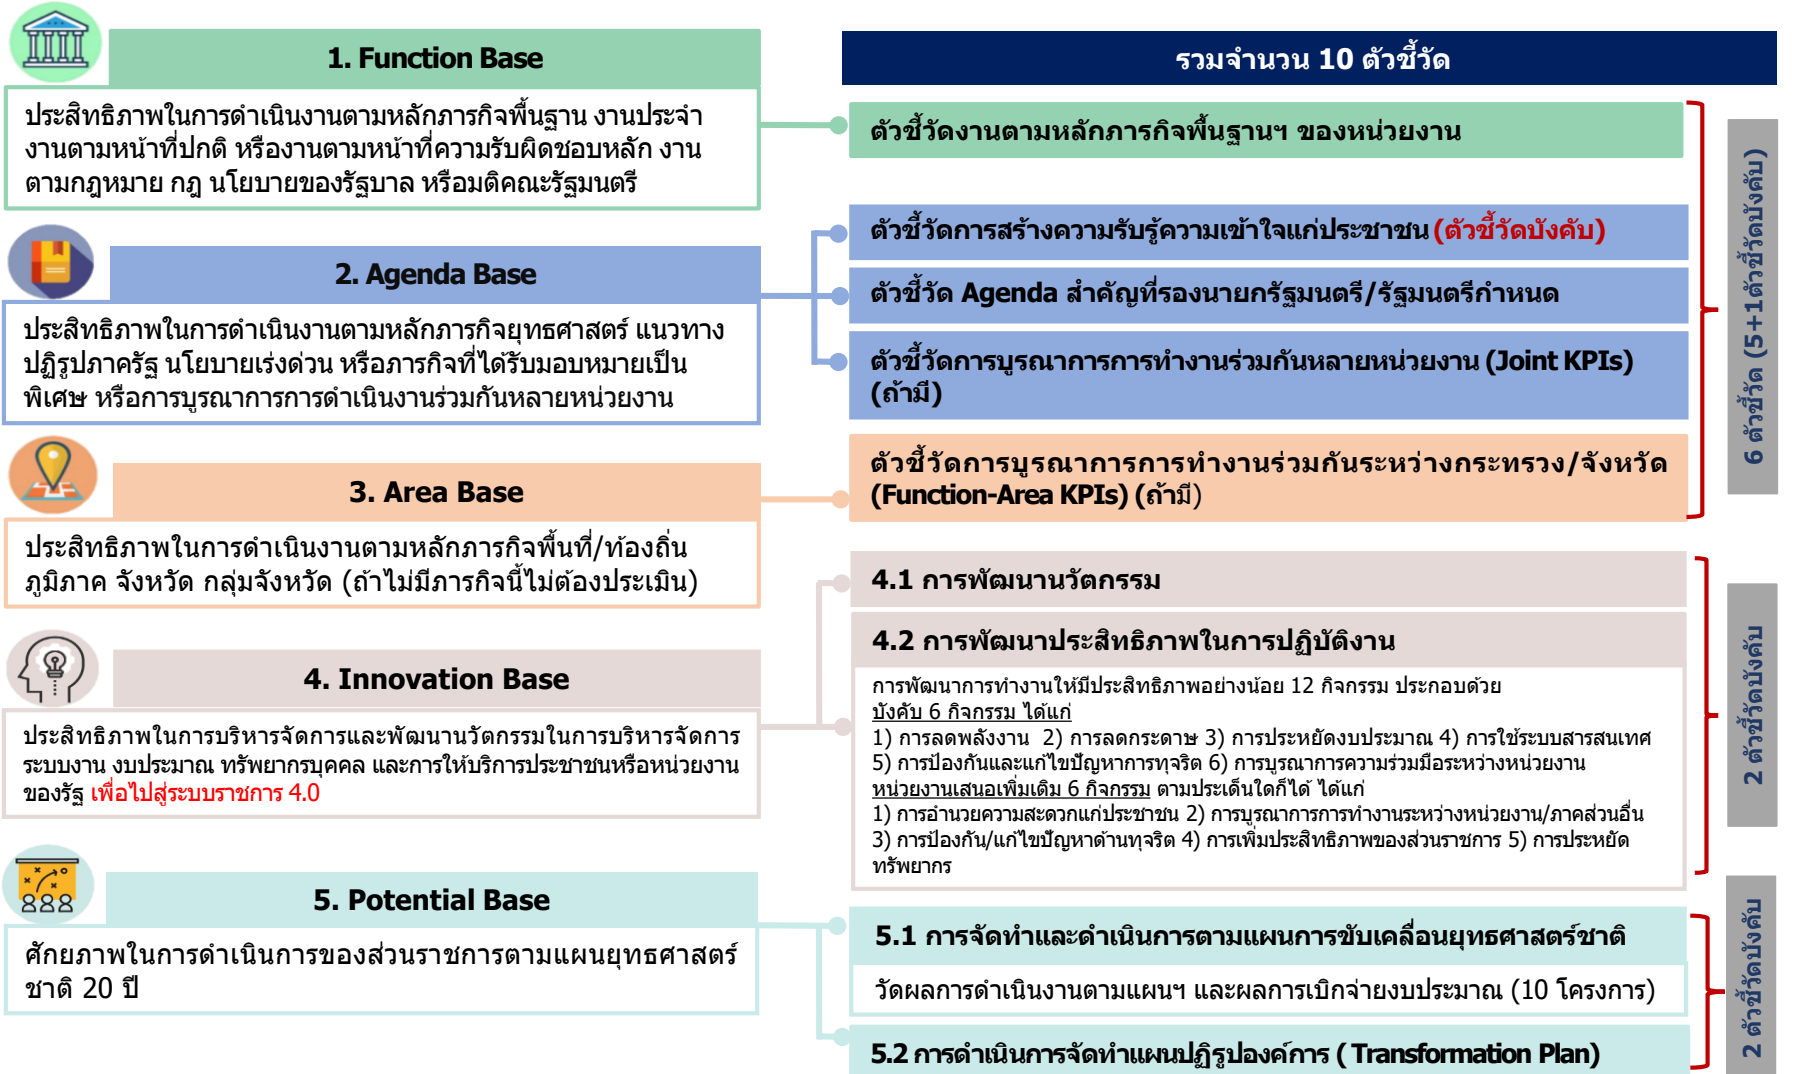 1. Function Base
ประสิทธิภาพในการดำเนินงานตามหลักภารกิจพื้นฐาน งานประจำ
งานตามหน้าที่ปกติ หรืองานตามหน้าที่ความรับผิดชอบหลัก งาน
ตามกฎหมาย กฎ นโยบายของรัฐบาล หรือมติคณะรัฐมนตรี
2. Agenda Base
ประสิทธิภาพในการดำเนินงานตามหลักภารกิจยุทธศาสตร์ แนวทาง
ปฏิรูปภาครัฐ นโยบายเร่งด่วน หรือภารกิจที่ได้รับมอบหมายเป็น
พิเศษ หรือการบูรณาการการดำเนินงานร่วมกันหลายหน่วยงาน
3. Area Base
ประสิทธิภาพในการดำเนินงานตามหลักภารกิจพื้นที่/ท้องถิ่น
ภูมิภาค จังหวัด กลุ่มจังหวัด (ถ้าไม่มีภารกิจนี้ไม่ต้องประเมิน)
4. Innovation Base
ประสิทธิภาพในการบริหารจัดการและพัฒนานวัตกรรมในการบริหารจัดการ
ระบบงาน งบประมาณ ทรัพยากรบุคคล และการให้บริการประชาชนหรือหน่วยงาน
ของรัฐ เพื่อไปสู่ระบบราชการ 4.0
5. Potential Base
ศักยภาพในการดำเนินการของส่วนราชการตามแผนยุทธศาสตร์
ชาติ 20 ปี
รวมจำนวน 10 ตัวชี้วัด
ตัวชี้วัดงานตามหลักภารกิจพื้นฐานฯ ของหน่วยงาน
ตัวชี้วัดการสร้างความรับรู้ความเข้าใจแก่ประชาชน (ตัวชี้วัดบังคับ)
ตัวชี้วัด Agenda สำคัญที่รองนายกรัฐมนตรี/รัฐมนตรีกำหนด
ตัวชี้วัดการบูรณาการการทำงานร่วมกันหลายหน่วยงาน (Joint KPIs)
(ถ้ามี)
ตัวชี้วัดการบูรณาการการทำงานร่วมกันระหว่างกระทรวง/จังหวัด
(Function-Area KPIs) (ถ้ามี)
6 ตัวชี้วัด (5+1ตัวชี้วัดบังคับ)
4.1 การพัฒนานวัตกรรม
4.2 การพัฒนาประสิทธิภาพในการปฏิบัติงาน
การพัฒนาการทำงานให้มีประสิทธิภาพอย่างน้อย 12 กิจกรรม ประกอบด้วย
บังคับ 6 กิจกรรม ได้แก่
1) การลดพลังงาน 2) การลดกระดาษ 3) การประหยัดงบประมาณ 4) การใช้ระบบสารสนเทศ
5) การป้องกันและแก้ไขปัญหาการทุจริต 6) การบูรณาการความร่วมมือระหว่างหน่วยงาน
หน่วยงานเสนอเพิ่มเติม 6 กิจกรรม ตามประเด็นใดก็ได้ ได้แก่
1) การอำนวยความสะดวกแก่ประชาชน 2) การบูรณาการการทำงานระหว่างหน่วยงาน/ภาคส่วนอื่น
3) การป้องกัน/แก้ไขปัญหาด้านทุจริต 4) การเพิ่มประสิทธิภาพของส่วนราชการ 5) การประหยัด
ทรัพยากร
2 ตัวชี้วัดบังคับ
5.1 การจัดทำและดำเนินการตามแผนการขับเคลื่อนยุทธศาสตร์ชาติ
วัดผลการดำเนินงานตามแผนฯ และผลการเบิกจ่ายงบประมาณ (10 โครงการ)
5.2 การดำเนินการจัดทำแผนปฏิรูปองค์การ ( Transformation Plan)
2 ตัวชี้วัดบังคับ